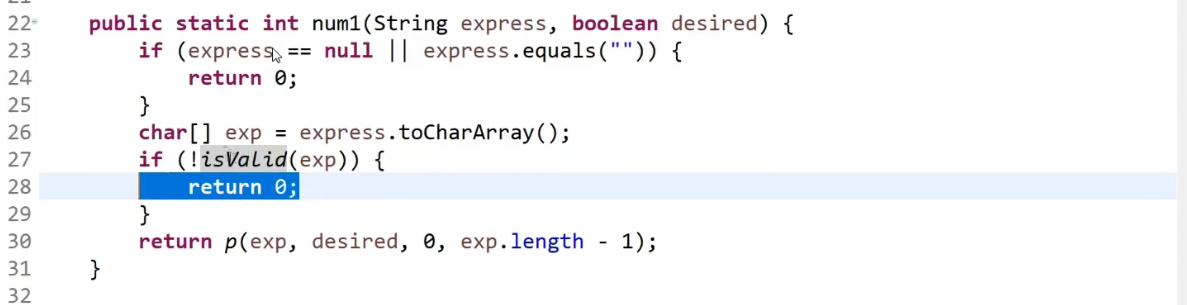 22 public static int num1(String express, boolean desired) {
23 if (express == null || express.equals("")) {
24 return 0;
25 }
26 char[] exp = express.toCharArray();
27 if (!isValid(exp)) {
28 return 0;
29 }
30 return p(exp, desired, 0, exp.length - 1);
31 }
32